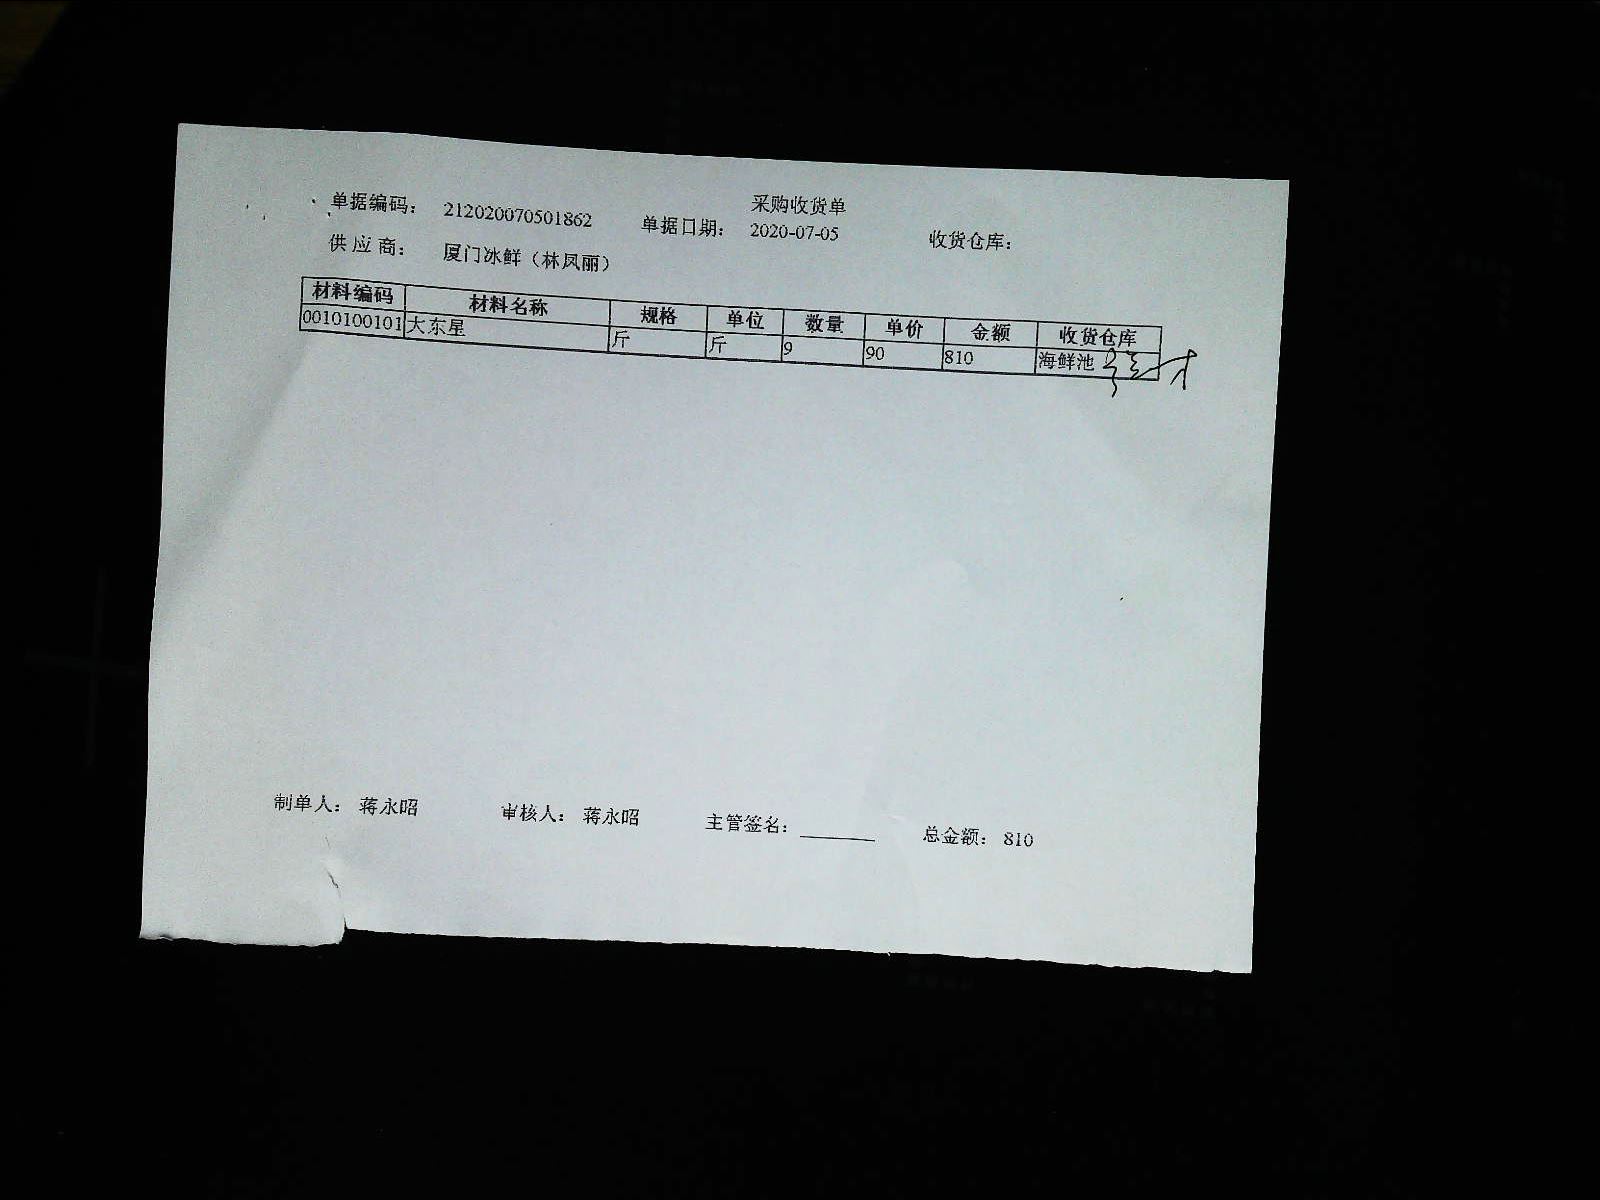 采购收货单
单据编码： 212020070501862 单据日期： 2020-07-05 收货仓库：
供 应 商： 厦门冰鲜（林凤丽）
材料编码 材料名称 规格 单位 数量 单价 金额 收货仓库
0010100101 大东星 斤 斤 9 90 810 海鲜池
制单人： 蒋永昭 审核人： 蒋永昭 主管签名：________ 总金额： 810